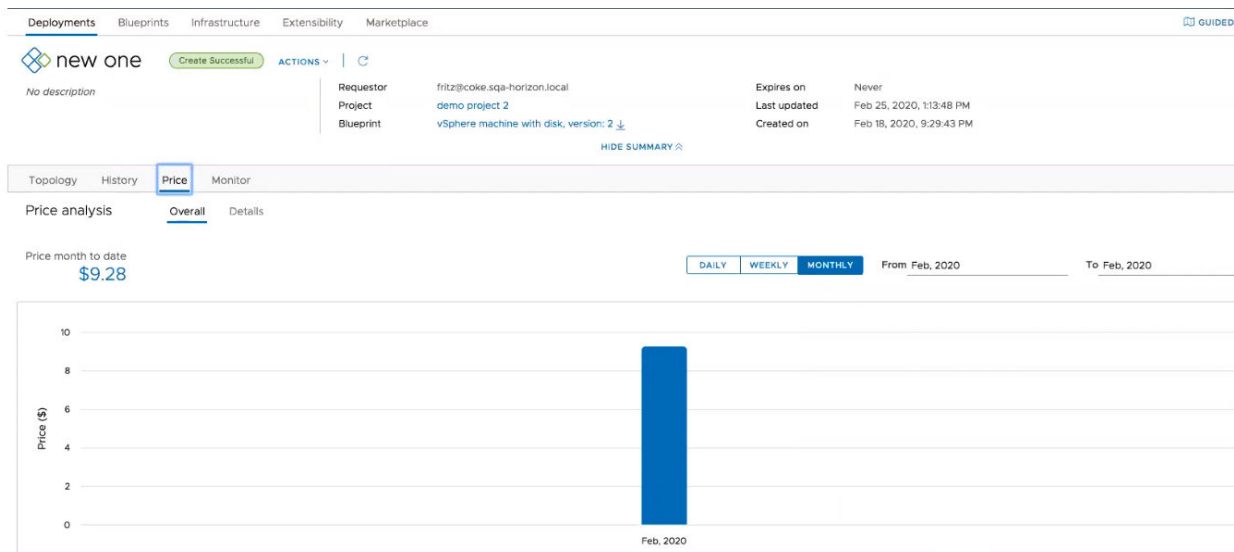 Deployments Blueprints Infrastructure Extensibility Marketplace GUIDED
new one Create Successful ACTIONS
No description
Requestor fritz@coke.sqa-horizon.local Expires on Never
Project demo project 2 Last updated Feb 25, 2020, 1:13:48 PM
Blueprint vSphere machine with disk, version: 2 Created on Feb 18, 2020, 9:29:43 PM
HIDE SUMMARY
Topology History Price Monitor
Price analysis Overall Details
Price month to date
$9.28
DAILY WEEKLY MONTHLY From Feb, 2020 To Feb, 2020
10
8
6
4
2
0
Price ($)
Feb, 2020